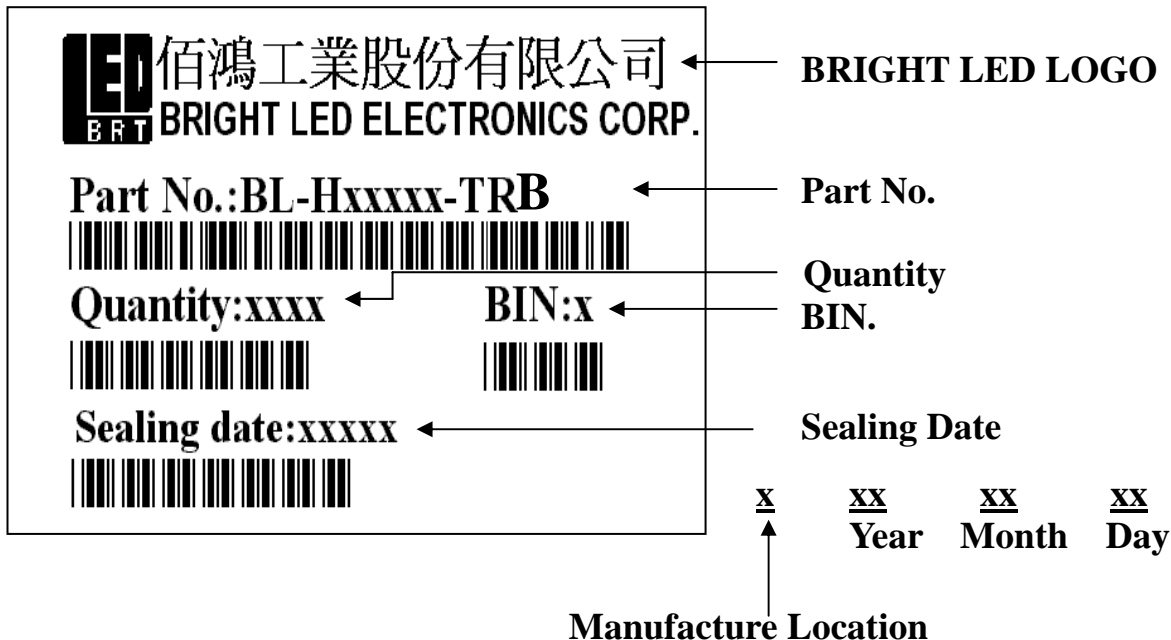 LED 佰鴻工業股份有限公司 BRIGHT LED LOGO
BRT BRIGHT LED ELECTRONICS CORP.
Part No.:BL-Hxxxxx-TRB Part No.
Quantity
Quantity:xxxx BIN:x BIN.
Sealing date:xxxxx Sealing Date
x xx xx xx
Year Month Day
Manufacture Location